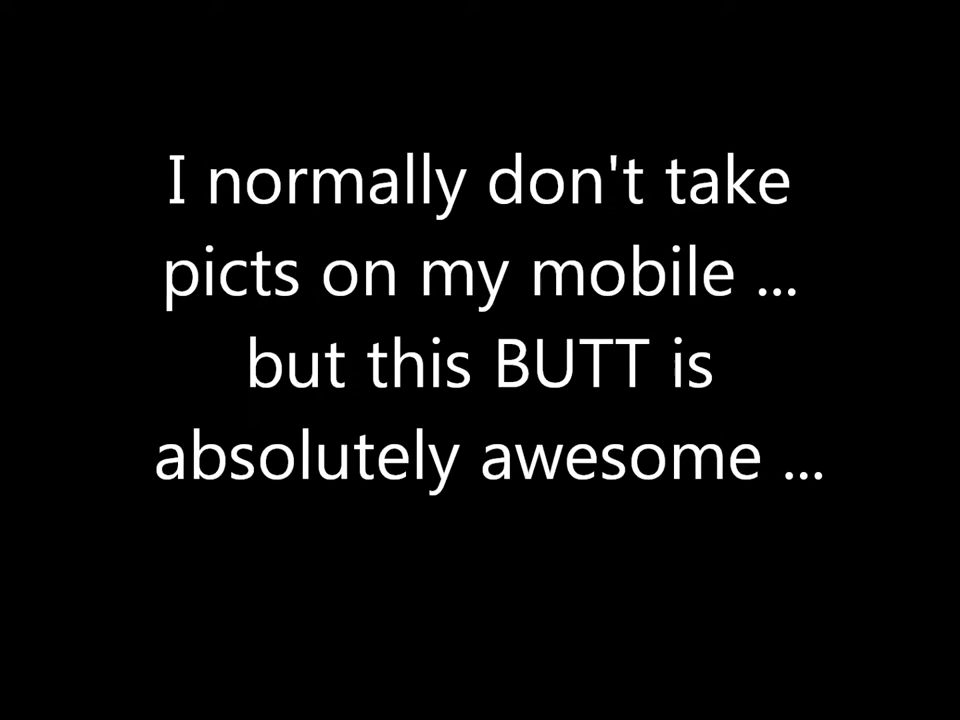 I normally don't take
picts on my mobile ...
but this BUTT is
absolutely awesome ...